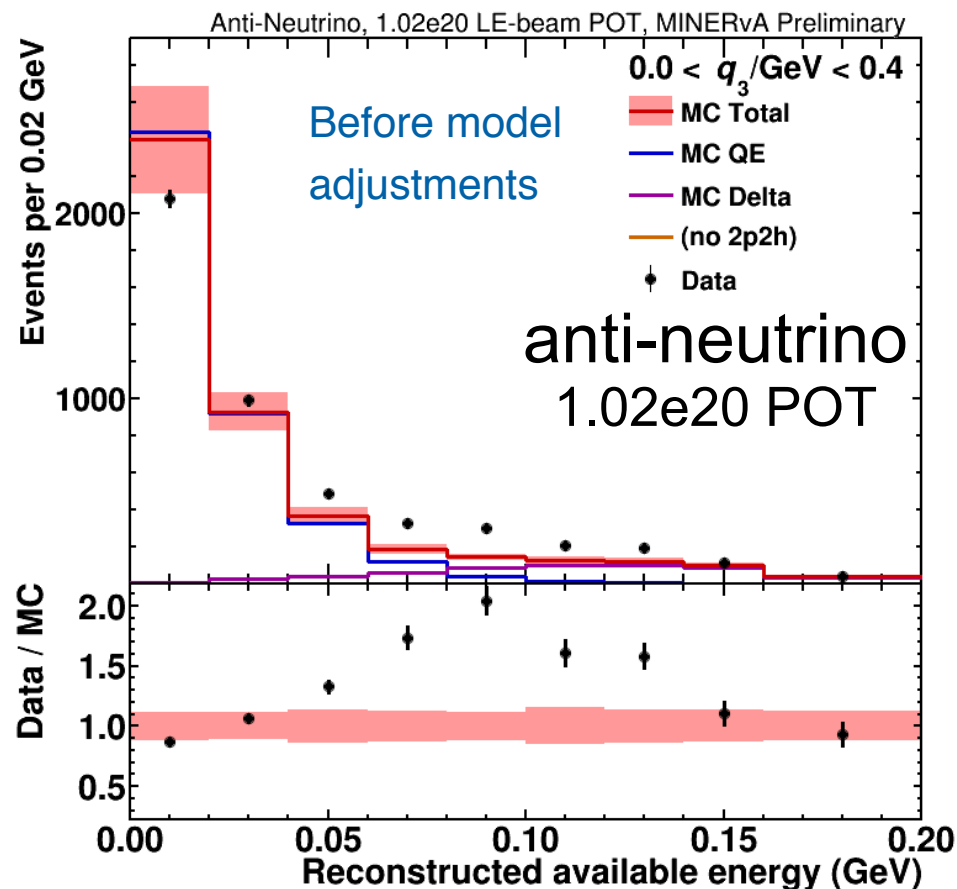 Anti-Neutrino, 1.02e20 LE-beam POT, MINERvA Preliminary
0.0 < q3/GeV < 0.4
MC Total
MC QE
MC Delta
(no 2p2h)
Data
Before model
adjustments
anti-neutrino
1.02e20 POT
Events per 0.02 GeV
2000
1000
Data / MC
2.0
1.5
1.0
0.5
0.00 0.05 0.10 0.15 0.20
Reconstructed available energy (GeV)